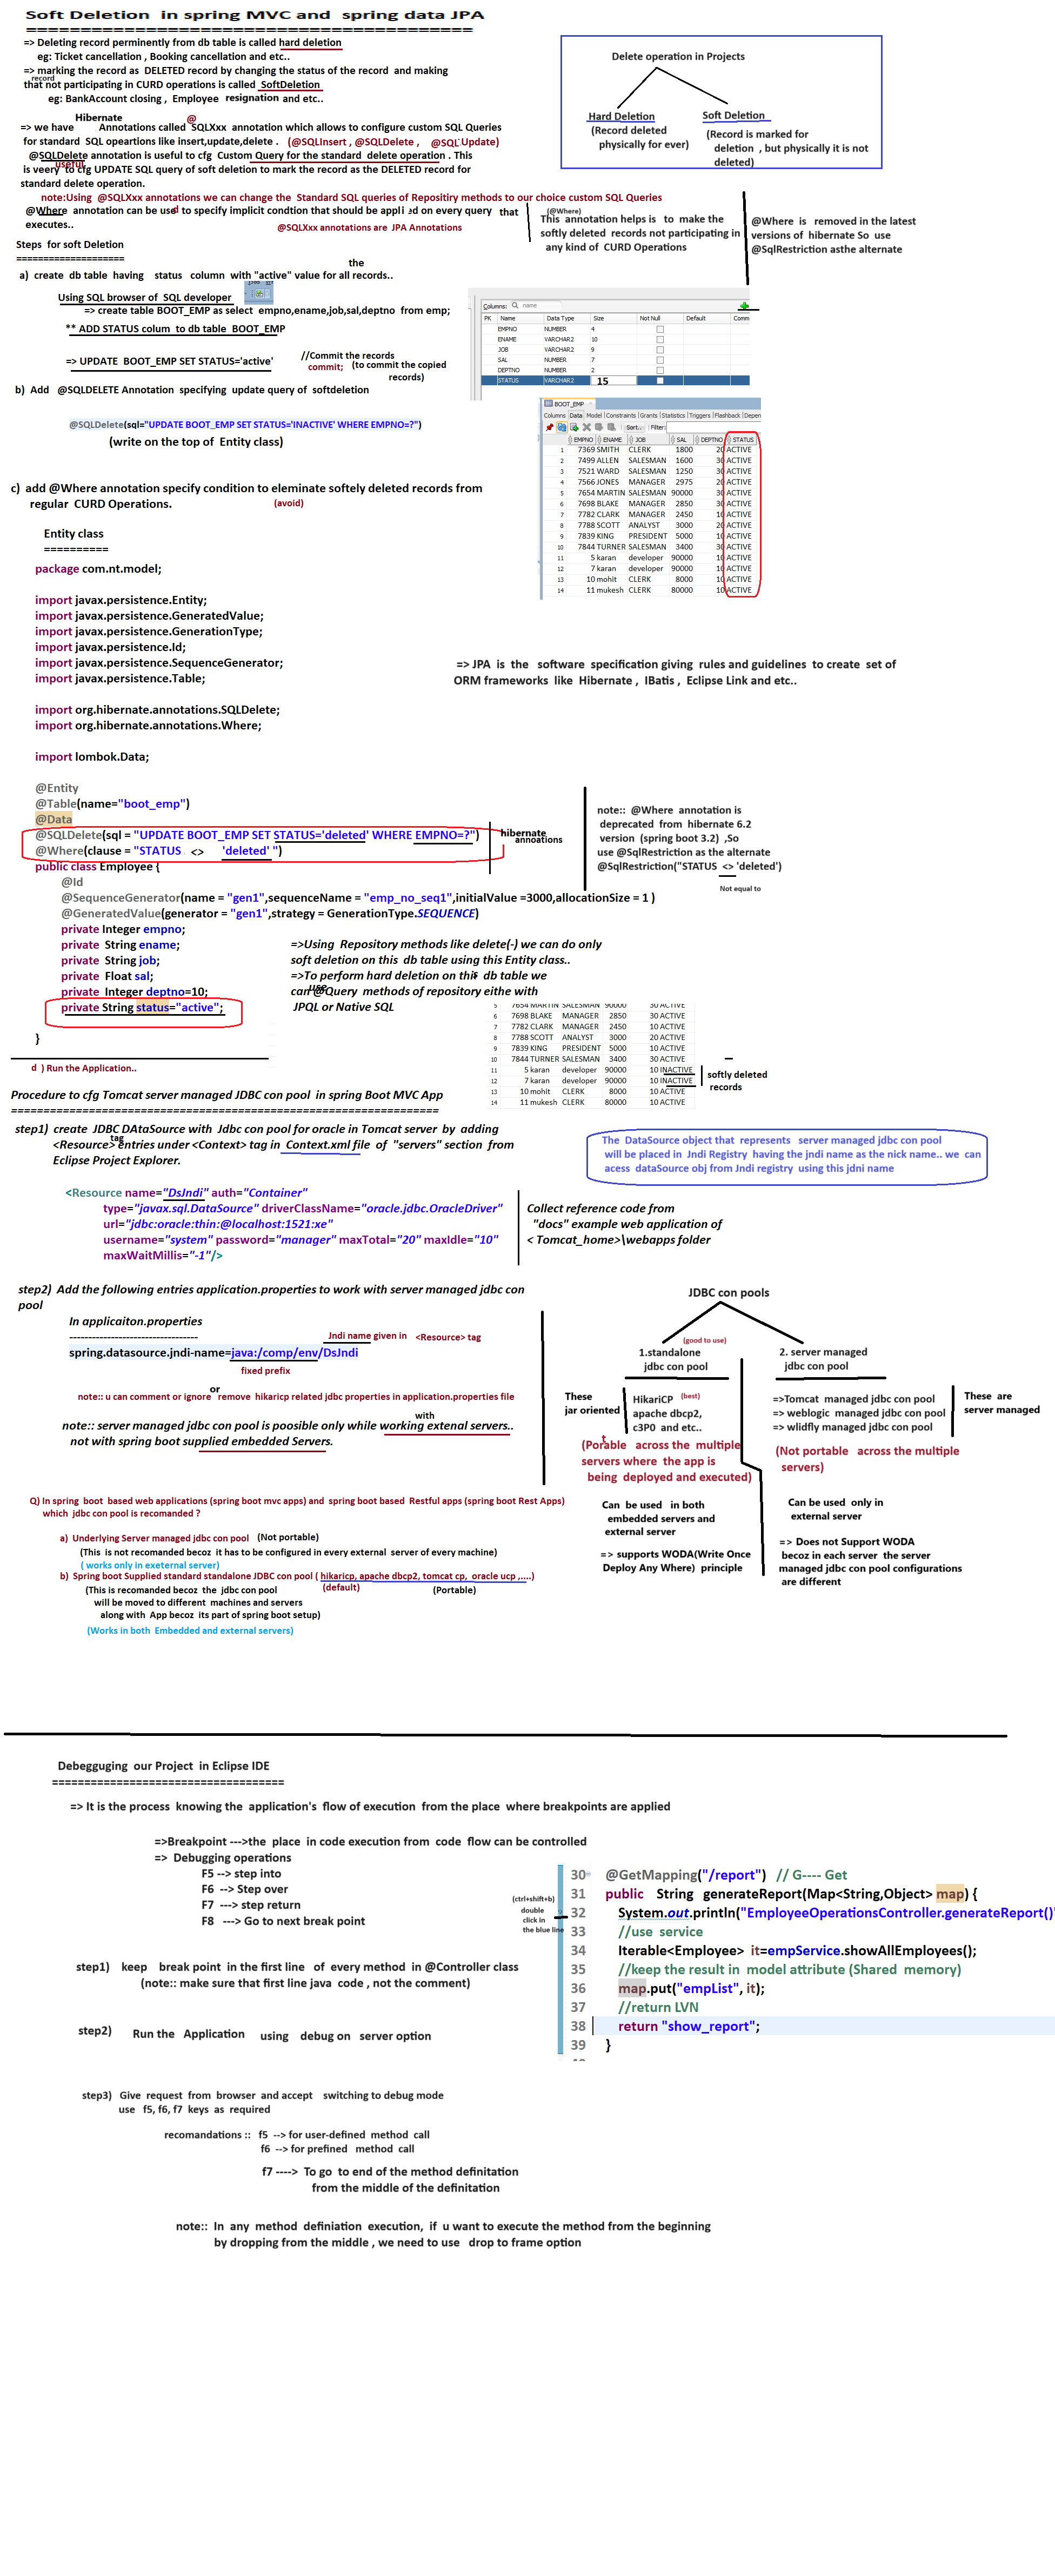 Soft Deletion in spring MVC and spring data JPA
===========================================
=> Deleting record perminently from db table is called hard deletion
eg: Ticket cancellation , Booking cancellation and etc..
=> marking the record as DELETED record by changing the status of the record and making
that record not participating in CURD operations is called SoftDeletion
eg: BankAccount closing , Employee resignation and etc..
Delete operation in Projects
Hard Deletion
(Record deleted
physically for ever)
Soft Deletion
(Record is marked for
deletion , but physically it is not
deleted)
=> we have Hibernate Annotations called @SQLXxx annotation which allows to configure custom SQL Queries
for standard SQL opeartions like insert,update,delete . (@SQLInsert , @SQLDelete , @SQL Update)
@SQLDelete annotation is useful to cfg Custom Query for the standard delete operation . This
is veery useful to cfg UPDATE SQL query of soft deletion to mark the record as the DELETED record for
standard delete operation.
note:Using @SQLXxx annotations we can change the Standard SQL queries of Repositiry methods to our choice custom SQL Queries
@Where annotation can be used to specify implicit condtion that should be applied on every query that
executes..
@SQLXxx annotations are JPA Annotations
(@Where)
This annotation helps is to make the
softly deleted records not participating in
any kind of CURD Operations
@Where is removed in the latest
versions of hibernate So use
@SqlRestriction asthe alternate
Steps for soft Deletion
====================
a) create the db table having status column with "active" value for all records..
Using SQL browser of SQL developer
=> create table BOOT_EMP as select empno,ename,job,sal,deptno from emp;
** ADD STATUS colum to db table BOOT_EMP
=> UPDATE BOOT_EMP SET STATUS='active'
//Commit the records
commit; (to commit the copied
records)
Columns: name
PK Name Data Type Size Not Null Default Comm
EMPNO NUMBER 4
ENAME VARCHAR2 10
JOB VARCHAR2 9
SAL NUMBER 7
DEPTNO NUMBER 2
STATUS VARCHAR2 15
b) Add @SQLDELETE Annotation specifying update query of softdeletion
@SQLDelete(sql="UPDATE BOOT_EMP SET STATUS='INACTIVE' WHERE EMPNO=?")
(write on the top of Entity class)
BOOT_EMP
Columns Data Model Constraints Grants Statistics Triggers Flashback Depen
Sort.. Filter:
EMPNO ENAME JOB SAL DEPTNO STATUS
1 7369 SMITH CLERK 1800 20 ACTIVE
2 7499 ALLEN SALESMAN 1600 30 ACTIVE
3 7521 WARD SALESMAN 1250 30 ACTIVE
4 7566 JONES MANAGER 2975 20 ACTIVE
5 7654 MARTIN SALESMAN 90000 30 ACTIVE
6 7698 BLAKE MANAGER 2850 30 ACTIVE
7 7782 CLARK MANAGER 2450 10 ACTIVE
8 7788 SCOTT ANALYST 3000 20 ACTIVE
9 7839 KING PRESIDENT 5000 10 ACTIVE
10 7844 TURNER SALESMAN 3400 30 ACTIVE
11 5 karan developer 90000 10 ACTIVE
12 7 karan developer 90000 10 ACTIVE
13 10 mohit CLERK 8000 10 ACTIVE
14 11 mukesh CLERK 80000 10 ACTIVE
c) add @Where annotation specify condition to eleminate softely deleted records from
regular CURD Operations.
(avoid)
Entity class
==========
package com.nt.model;
import javax.persistence.Entity;
import javax.persistence.GeneratedValue;
import javax.persistence.GenerationType;
import javax.persistence.Id;
import javax.persistence.SequenceGenerator;
import javax.persistence.Table;
import org.hibernate.annotations.SQLDelete;
import org.hibernate.annotations.Where;
import lombok.Data;
=> JPA is the software specification giving rules and guidelines to create set of
ORM frameworks like Hibernate , IBatis , Eclipse Link and etc..
@Entity
@Table(name="boot_emp")
@Data
@SQLDelete(sql = "UPDATE BOOT_EMP SET STATUS='deleted' WHERE EMPNO=?")
@Where(clause = "STATUS <> 'deleted' ")
hibernate
annoations
public class Employee {
@Id
@SequenceGenerator(name = "gen1",sequenceName = "emp_no_seq1",initialValue =3000,allocationSize = 1 )
@GeneratedValue(generator = "gen1",strategy = GenerationType.SEQUENCE)
private Integer empno;
private String ename;
private String job;
private Float sal;
private Integer deptno=10;
private String status="active";
}
note:: @Where annotation is
deprecated from hibernate 6.2
version (spring boot 3.2) ,So
use @SqlRestriction as the alternate
@SqlRestriction("STATUS <> 'deleted')
Not equal to
=>Using Repository methods like delete(-) we can do only
soft deletion on this db table using this Entity class..
=>To perform hard deletion on this db table we
can use @Query methods of repository eithe with
JPQL or Native SQL
5 7654 MARTIN SALESMAN 90000 30 ACTIVE
6 7698 BLAKE MANAGER 2850 30 ACTIVE
7 7782 CLARK MANAGER 2450 10 ACTIVE
8 7788 SCOTT ANALYST 3000 20 ACTIVE
9 7839 KING PRESIDENT 5000 10 ACTIVE
10 7844 TURNER SALESMAN 3400 30 ACTIVE
11 5 karan developer 90000 10 INACTIVE
12 7 karan developer 90000 10 INACTIVE
13 10 mohit CLERK 8000 10 ACTIVE
14 11 mukesh CLERK 80000 10 ACTIVE
softly deleted
records
d ) Run the Application..
Procedure to cfg Tomcat server managed JDBC con pool in spring Boot MVC App
==================================================================
step1) create JDBC DAtaSource with Jdbc con pool for oracle in Tomcat server by adding
<Resource> tag entries under <Context> tag in Context.xml file of "servers" section from
Eclipse Project Explorer.
The DataSource object that represents server managed jdbc con pool
will be placed in Jndi Registry having the jndi name as the nick name.. we can
acess dataSource obj from Jndi registry using this jdni name
<Resource name="DsJndi" auth="Container"
type="javax.sql.DataSource" driverClassName="oracle.jdbc.OracleDriver"
url="jdbc:oracle:thin:@localhost:1521:xe"
username="system" password="manager" maxTotal="20" maxIdle="10"
maxWaitMillis="-1"/>
Collect reference code from
"docs" example web application of
< Tomcat_home>\webapps folder
step2) Add the following entries application.properties to work with server managed jdbc con
pool
In applicaiton.properties
-----------------------------------
Jndi name given in <Resource> tag
spring.datasource.jndi-name=java:/comp/env/DsJndi
fixed prefix
note:: u can comment or ignore or remove hikaricp related jdbc properties in application.properties file
note:: server managed jdbc con pool is poosible only while working with extenal servers..
not with spring boot supplied embedded Servers.
JDBC con pools
(good to use)
1.standalone
jdbc con pool
2. server managed
jdbc con pool
These
jar oriented
HikariCP (best)
apache dbcp2,
c3P0 and etc..
=>Tomcat managed jdbc con pool
=> weblogic managed jdbc con pool
=> wlidfly managed jdbc con pool
These are
server managed
(Portable across the multiple
servers where the app is
being deployed and executed)
(Not portable across the multiple
servers)
Can be used in both
embedded servers and
external server
Can be used only in
external server
=> supports WODA(Write Once
Deploy Any Where) principle
=> Does not Support WODA
becoz in each server the server
managed jdbc con pool configurations
are different
Q) In spring boot based web applications (spring boot mvc apps) and spring boot based Restful apps (spring boot Rest Apps)
which jdbc con pool is recomanded ?
a) Underlying Server managed jdbc con pool (Not portable)
(This is not recomanded becoz it has to be configured in every external server of every machine)
( works only in exeternal server)
b) Spring boot Supplied standard standalone JDBC con pool ( hikaricp, apache dbcp2, tomcat cp, oracle ucp ,....)
(default)
(Portable)
(This is recomanded becoz the jdbc con pool
will be moved to different machines and servers
along with App becoz its part of spring boot setup)
(Works in both Embedded and external servers)
Debegguging our Project in Eclipse IDE
====================================
=> It is the process knowing the application's flow of execution from the place where breakpoints are applied
=>Breakpoint --->the place in code execution from code flow can be controlled
=> Debugging operations
F5 --> step into
F6 --> Step over
F7 ---> step return
F8 ---> Go to next break point
(ctrl+shift+b)
double
click in
the blue line
30 @GetMapping("/report") // G---- Get
31 public String generateReport(Map<String,Object> map) {
32 System.out.println("EmployeeOperationsController.generateReport()"
33 //use service
34 Iterable<Employee> it=empService.showAllEmployees();
35 //keep the result in model attribute (Shared memory)
36 map.put("empList", it);
37 //return LVN
38 return "show_report";
39 }
step1) keep break point in the first line of every method in @Controller class
(note:: make sure that first line java code , not the comment)
step2) Run the Application using debug on server option
step3) Give request from browser and accept switching to debug mode
use f5, f6, f7 keys as required
recomandations :: f5 --> for user-defined method call
f6 --> for prefined method call
f7 ----> To go to end of the method definitation
from the middle of the definitation
note:: In any method definiation execution, if u want to execute the method from the beginning
by dropping from the middle , we need to use drop to frame option